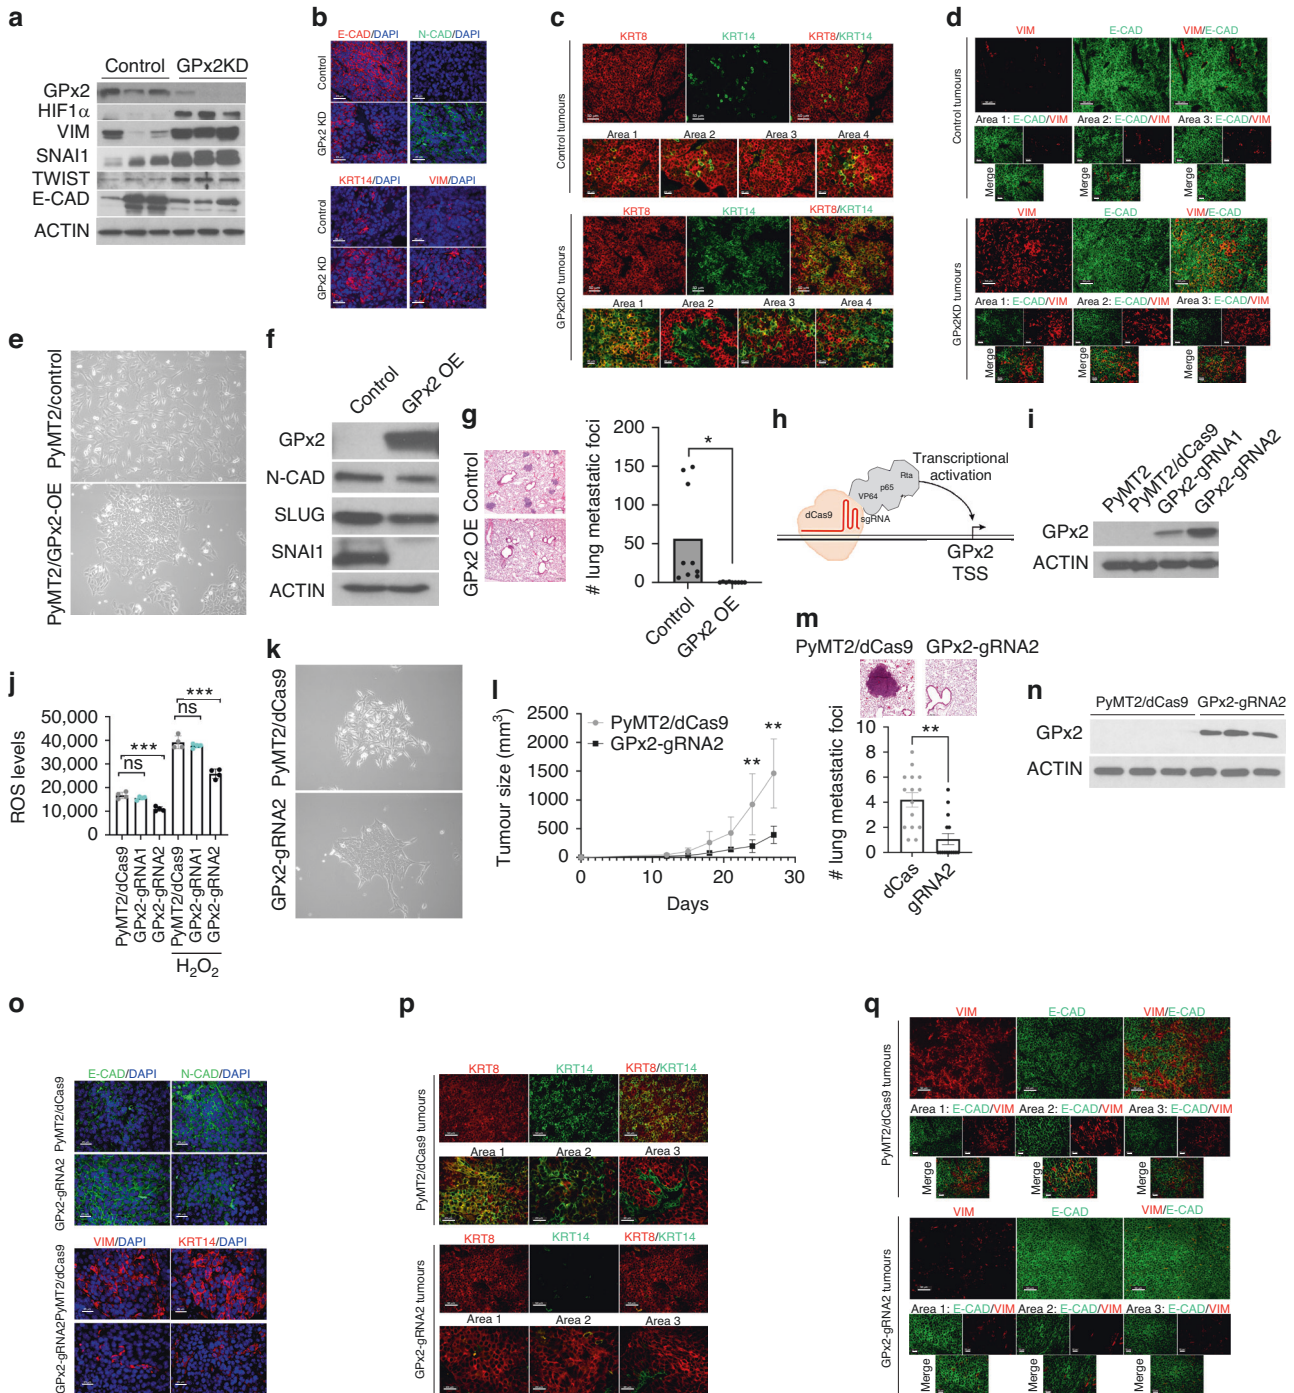 a
Control GPx2KD
GPx2
HIF1α
VIM
SNAI1
TWIST
E-CAD
ACTIN
b
E-CAD/DAPI N-CAD/DAPI
Control
GPx2 KD
KRT14/DAPI VIM/DAPI
Control
GPx2 KD
c
KRT8 KRT14 KRT8/KRT14
Control tumours
Area 1 Area 2 Area 3 Area 4
KRT8 KRT14 KRT8/KRT14
GPx2KD tumours
Area 1 Area 2 Area 3 Area 4
d
VIM E-CAD VIM/E-CAD
Control tumours
Area 1: E-CAD/VIM Area 2: E-CAD/VIM Area 3: E-CAD/VIM
Merge Merge Merge
VIM E-CAD VIM/E-CAD
GPx2KD tumours
Area 1: E-CAD/VIM Area 2: E-CAD/VIM Area 3: E-CAD/VIM
Merge Merge Merge
e
PyMT2/control
PyMT2/GPx2-OE
f
Control GPx2 OE
GPx2
N-CAD
SLUG
SNAI1
ACTIN
g
Control
GPx2 OE
# lung metastatic foci
200
150
100
50
0
*
Control GPx2 OE
h
Transcriptional
activation
Rta
p65
VP64
dCas9
sgRNA
GPx2
TSS
i
PyMT2 PyMT2/dCas9 GPx2-gRNA1 GPx2-gRNA2
GPx2
ACTIN
j
ROS levels
50,000
40,000
30,000
20,000
10,000
0
*** ns *** ns
PyMT2/dCas9 GPx2-gRNA1 GPx2-gRNA2 PyMT2/dCas9 GPx2-gRNA1 GPx2-gRNA2
H₂O₂
k
PyMT2/dCas9
GPx2-gRNA2
l
Tumour size (mm³)
2500
2000
1500
1000
500
0
PyMT2/dCas9
GPx2-gRNA2
** **
0 10 20 30
Days
m
PyMT2/dCas9 GPx2-gRNA2
# lung metastatic foci
10
8
6
4
2
0
**
dCas gRNA2
n
PyMT2/dCas9 GPx2-gRNA2
GPx2
ACTIN
o
E-CAD/DAPI N-CAD/DAPI
PyMT2/dCas9
GPx2-gRNA2
VIM/DAPI KRT14/DAPI
PyMT2/dCas9
GPx2-gRNA2
p
KRT8 KRT14 KRT8/KRT14
PyMT2/dCas9 tumours
Area 1 Area 2 Area 3
KRT8 KRT14 KRT8/KRT14
GPx2-gRNA2 tumours
Area 1 Area 2 Area 3
q
VIM E-CAD VIM/E-CAD
PyMT2/dCas9 tumours
Area 1: E-CAD/VIM Area 2: E-CAD/VIM Area 3: E-CAD/VIM
Merge Merge Merge
VIM E-CAD VIM/E-CAD
GPx2-gRNA2 tumours
Area 1: E-CAD/VIM Area 2: E-CAD/VIM Area 3: E-CAD/VIM
Merge Merge Merge